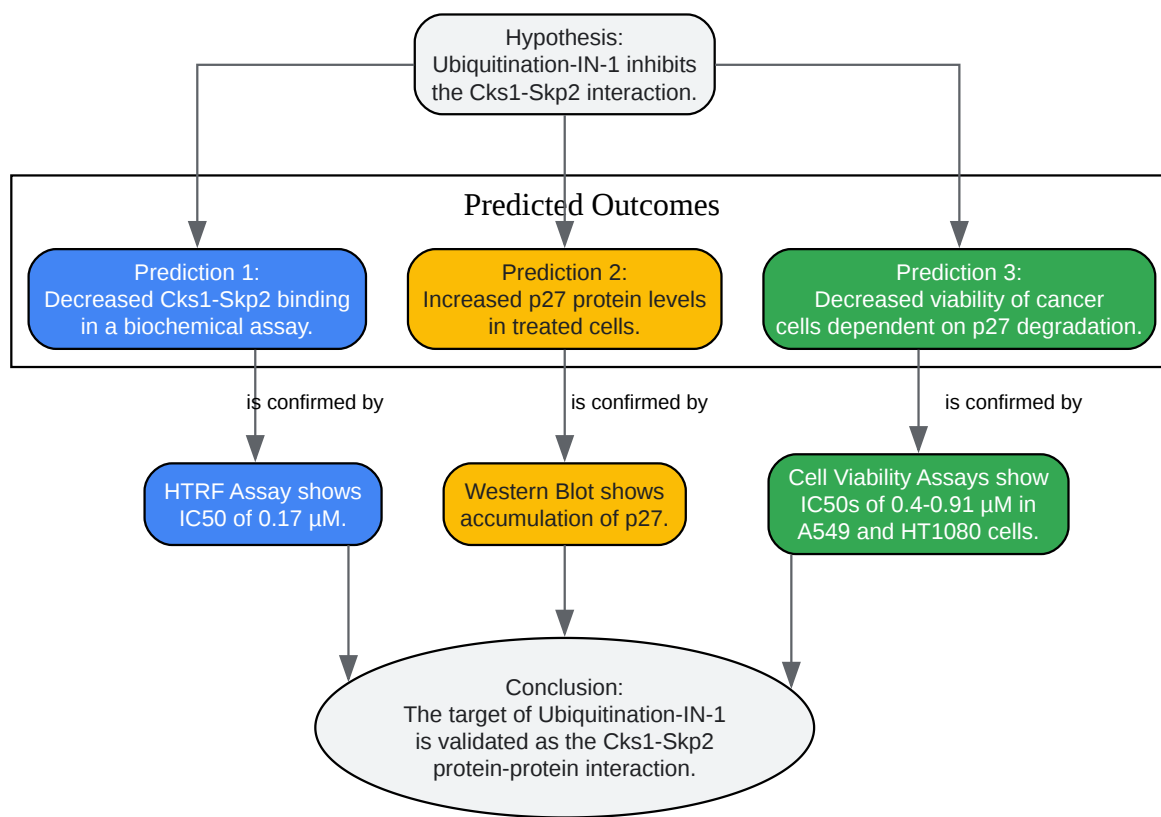 Hypothesis:
Ubiquitination-IN-1 inhibits
the Cks1-Skp2 interaction.
Predicted Outcomes
Prediction 1:
Decreased Cks1-Skp2 binding
in a biochemical assay.
Prediction 2:
Increased p27 protein levels
in treated cells.
Prediction 3:
Decreased viability of cancer
cells dependent on p27 degradation.
is confirmed by
is confirmed by
is confirmed by
HTRF Assay shows
IC50 of 0.17 µM.
Western Blot shows
accumulation of p27.
Cell Viability Assays show
IC50s of 0.4-0.91 µM in
A549 and HT1080 cells.
Conclusion:
The target of Ubiquitination-IN-1
is validated as the Cks1-Skp2
protein-protein interaction.